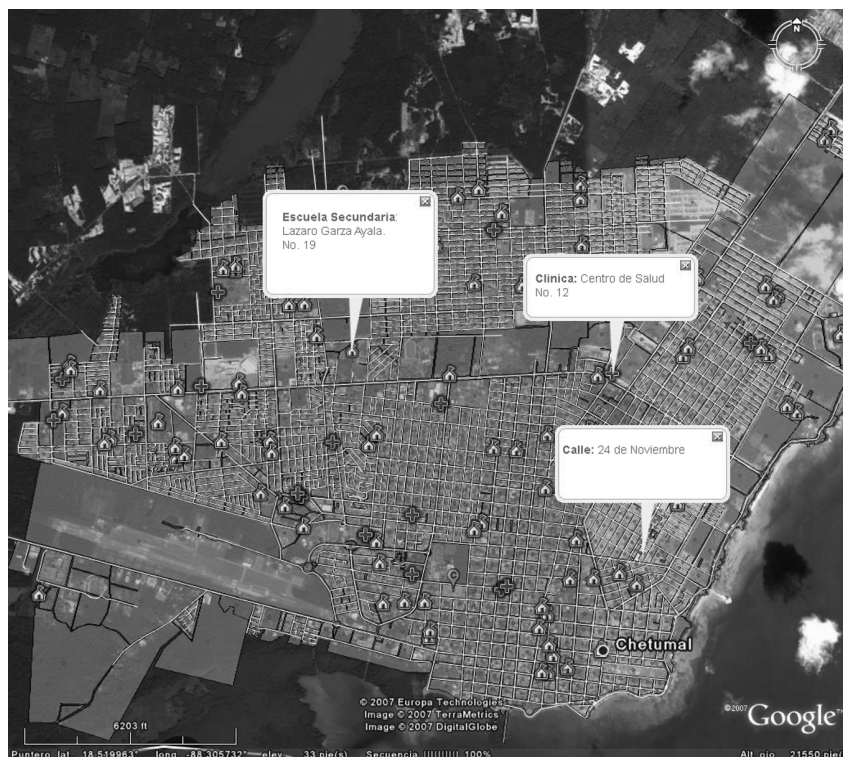 N
Escuela Secundaria:
Lazaro Garza Ayala.
No. 19
Clinica: Centro de Salud
No. 12
Calle: 24 de Noviembre
Chetumal
© 2007 Europa Technologies
Image © 2007 TerraMetrics
Image © 2007 DigitalGlobe
©2007 Google™
6203 ft
Puntero lat 18.519963° long -88.305732° elev 33 pie(s) Secuencia |||||||||| 100% Alt. ojo 21550 pie(